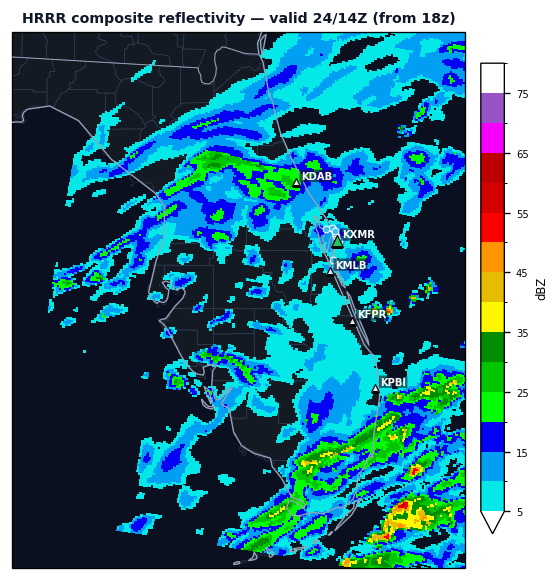 HRRR composite reflectivity — valid 24/14Z (from 18z)
KDAB
KXMR
KMLB
KFPR
KPBI
75
65
55
45
35
25
15
5
dBZ